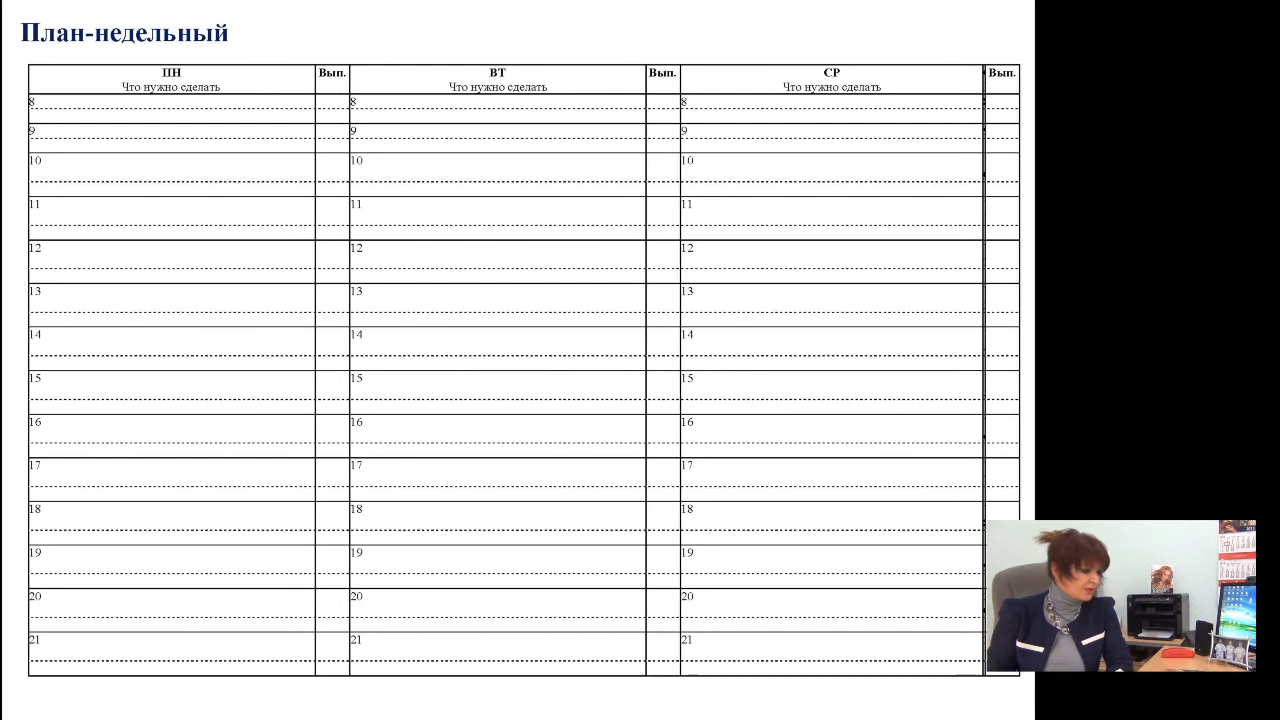 План-недельный
ПН Вып. ВТ Вып. СР Вып.
Что нужно сделать Что нужно сделать Что нужно сделать
8 8 8
9 9 9
10 10 10
11 11 11
12 12 12
13 13 13
14 14 14
15 15 15
16 16 16
17 17 17
18 18 18
19 19 19
20 20 20
21 21 21